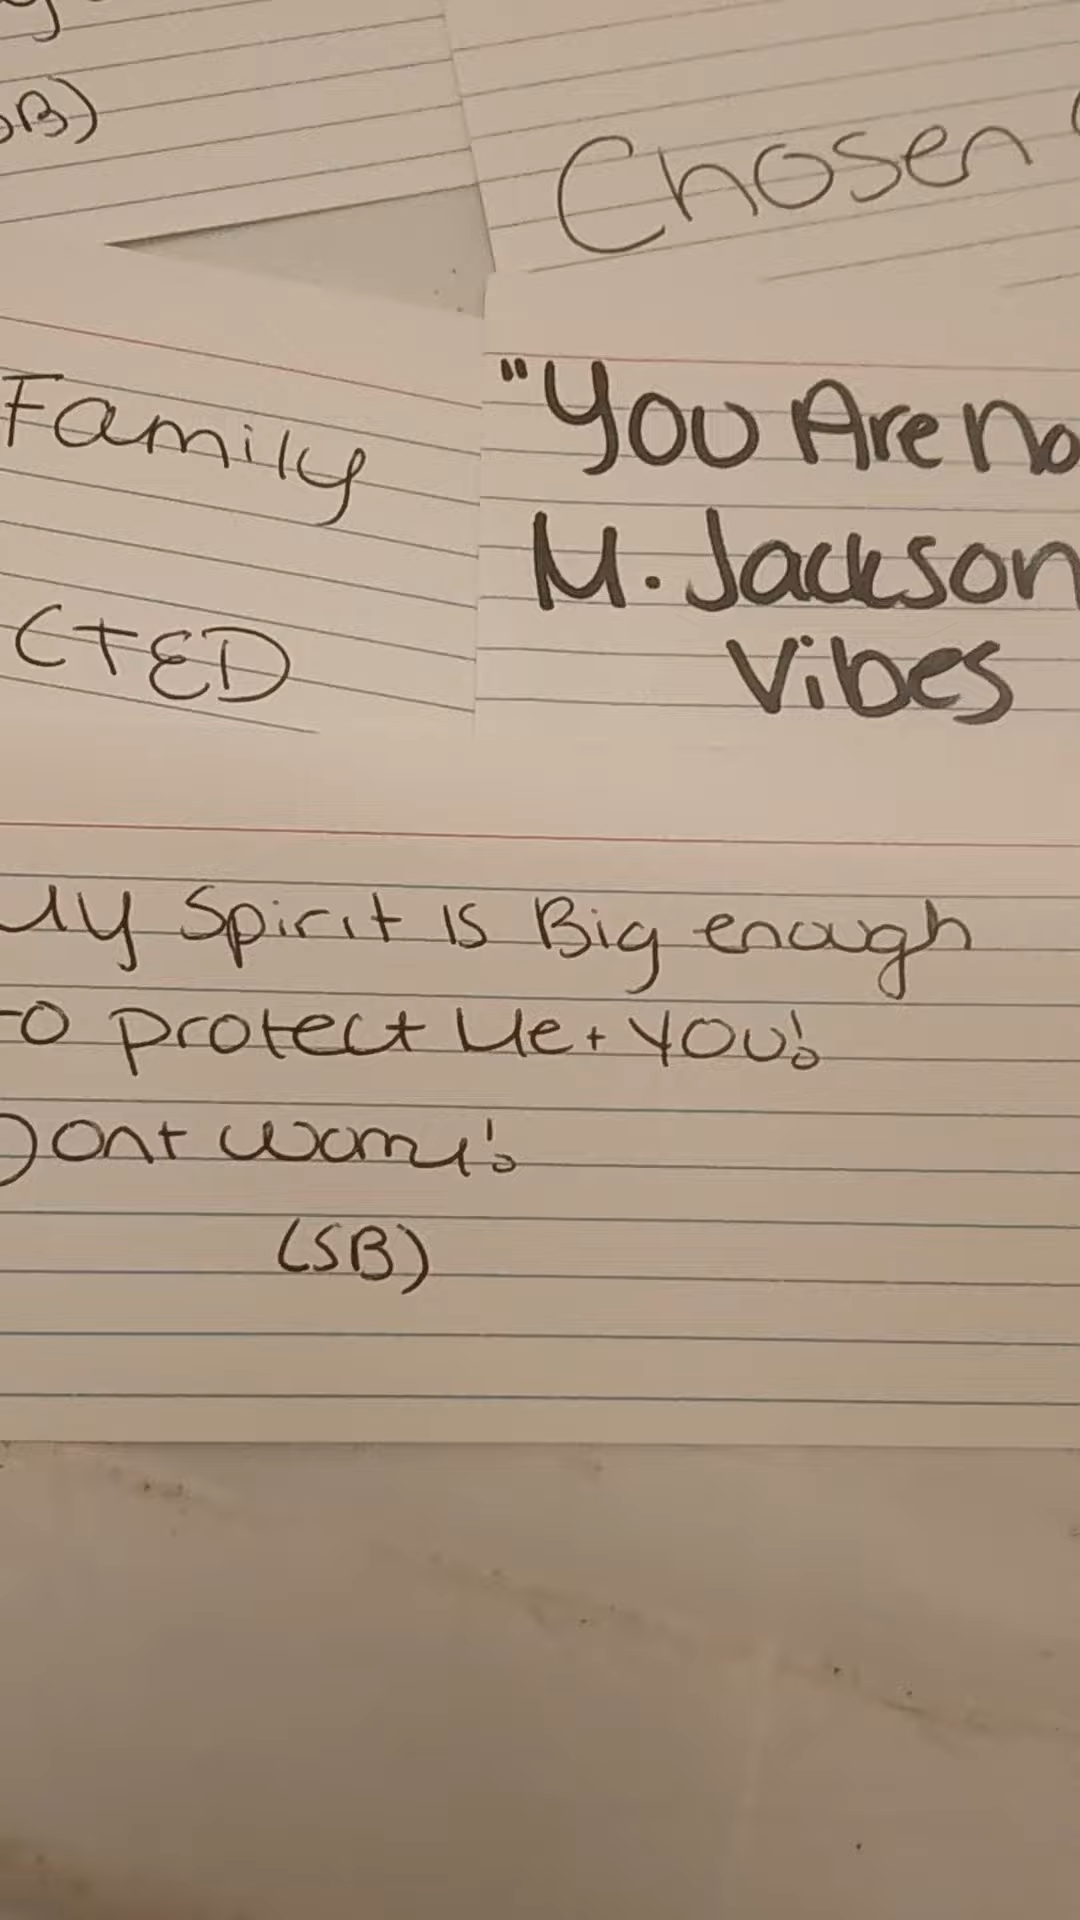 Chosen
Family
CTED
"You Are no
M. Jackson
Vibes
My Spirit is Big enough
to protect Me + YOU!
Dont worry!
(SB)